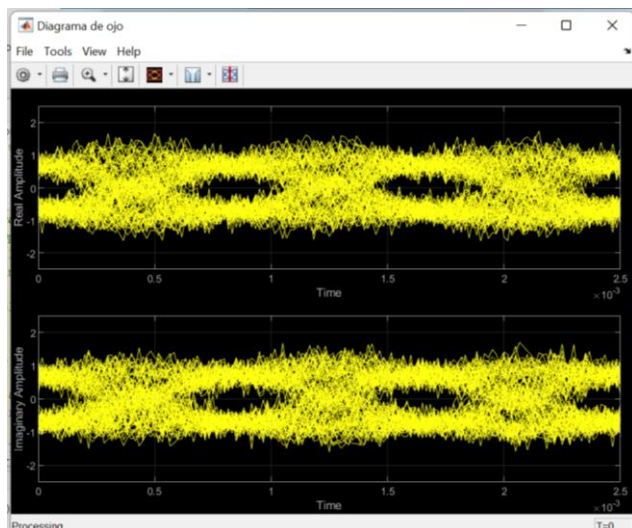 Diagrama de ojo
File Tools View Help
2
1
0
-1
-2
Real Amplitude
0 0.5 1 1.5 2 2.5
Time
×10⁻³
2
1
0
-1
-2
Imaginary Amplitude
0 0.5 1 1.5 2 2.5
Time
×10⁻³
Processing T=0